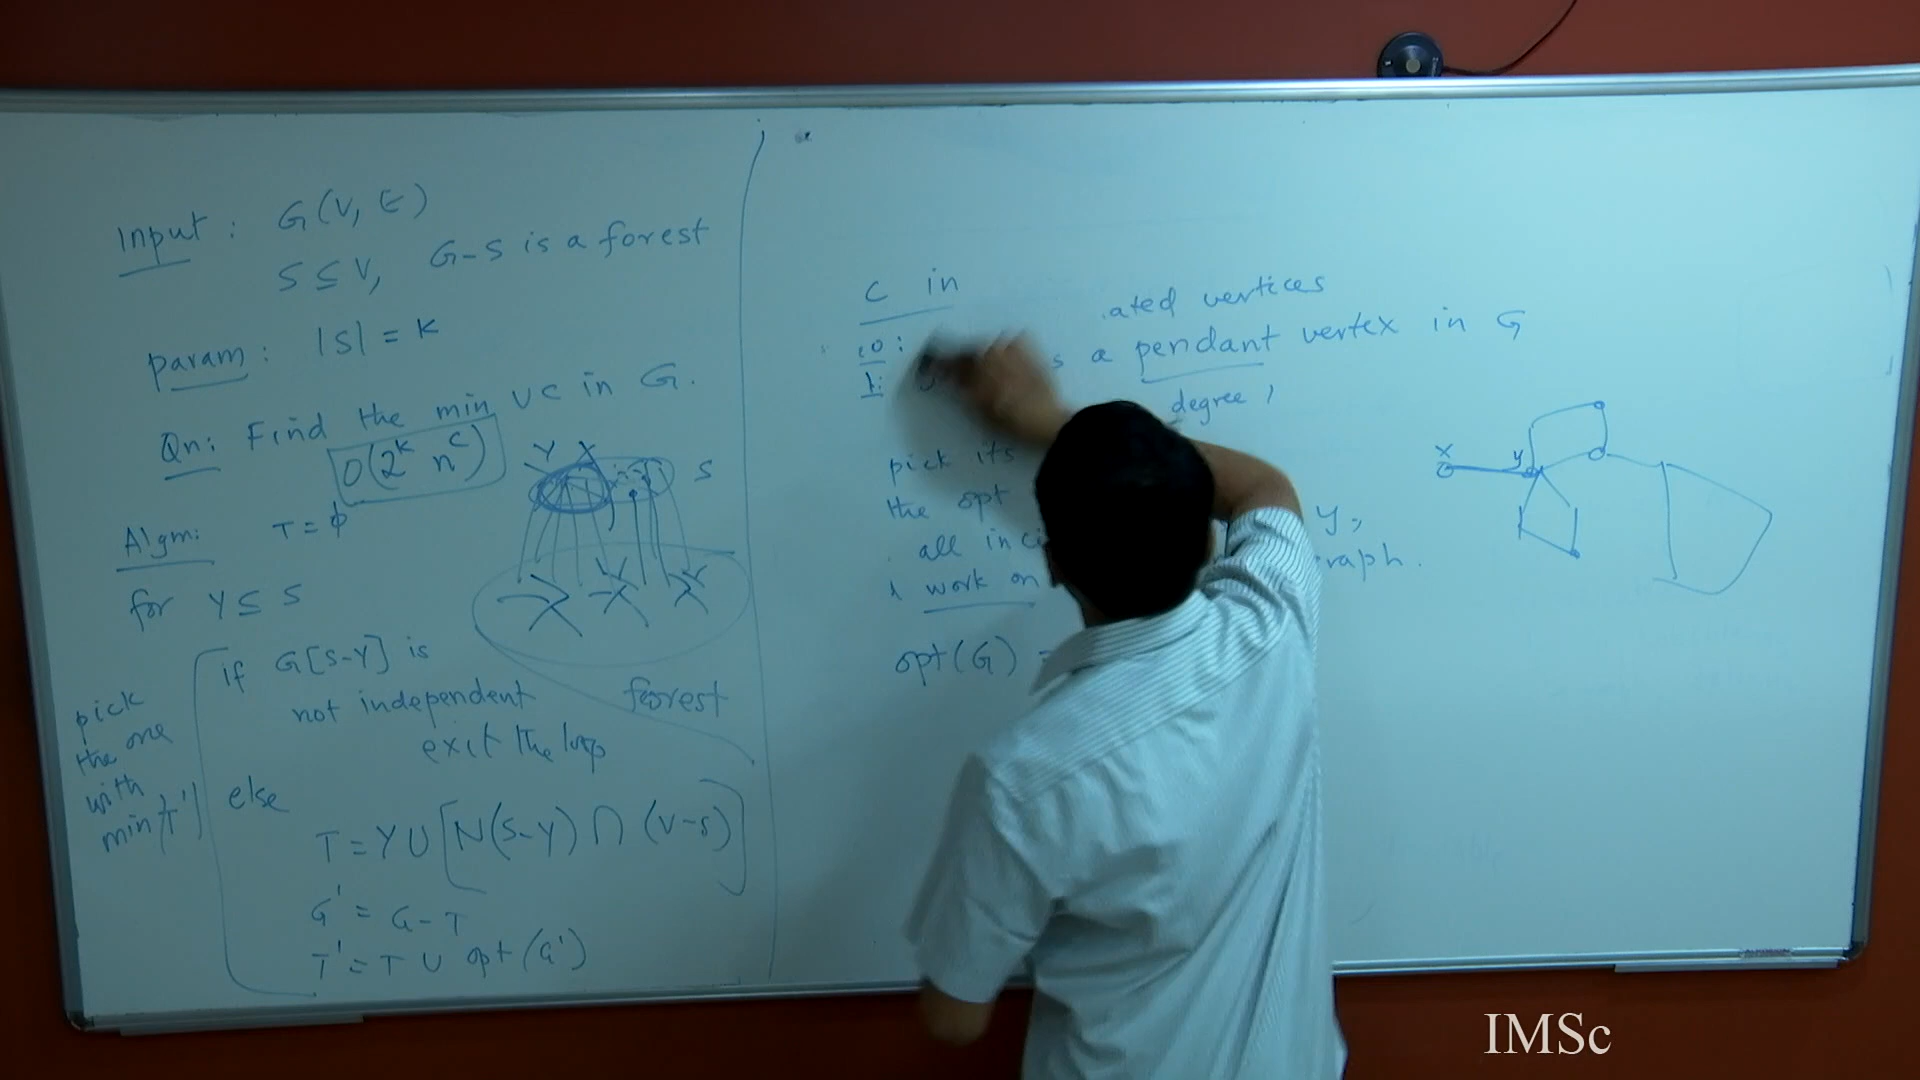 Input : G(V, E)
S ⊆ V, G-S is a forest
param : |S| = k
Qn: Find the min VC in G.
O(2^k n^c)
Y X
S
Algm: T = φ
for Y ⊆ S
if G[S-Y] is
not independent
exit the loop
forest
pick
the one
with
min |T'|
else
T = Y ∪ [N(S-Y) ∩ (V-S)]
G' = G - T
T' = T ∪ opt(G')
C in
ated vertices
0:
1: s a pendant vertex in G
degree 1
pick its
the opt
all inci y,
& work on raph.
opt(G) =
x y
IMSc